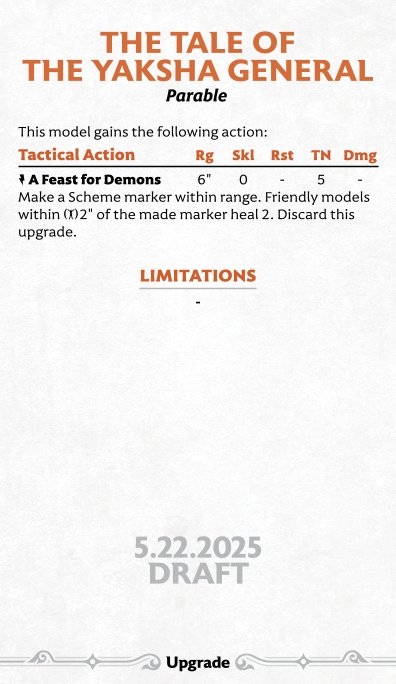 THE TALE OF
THE YAKSHA GENERAL
Parable
This model gains the following action:
Tactical Action Rg Skl Rst TN Dmg
A Feast for Demons 6" 0 - 5 -
Make a Scheme marker within range. Friendly models
within 2" of the made marker heal 2. Discard this
upgrade.
LIMITATIONS
-
5.22.2025
DRAFT
Upgrade